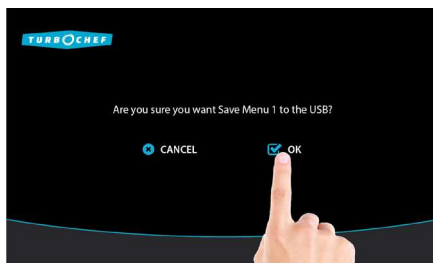 TURBOCHEF
Are you sure you want Save Menu 1 to the USB?
CANCEL
OK